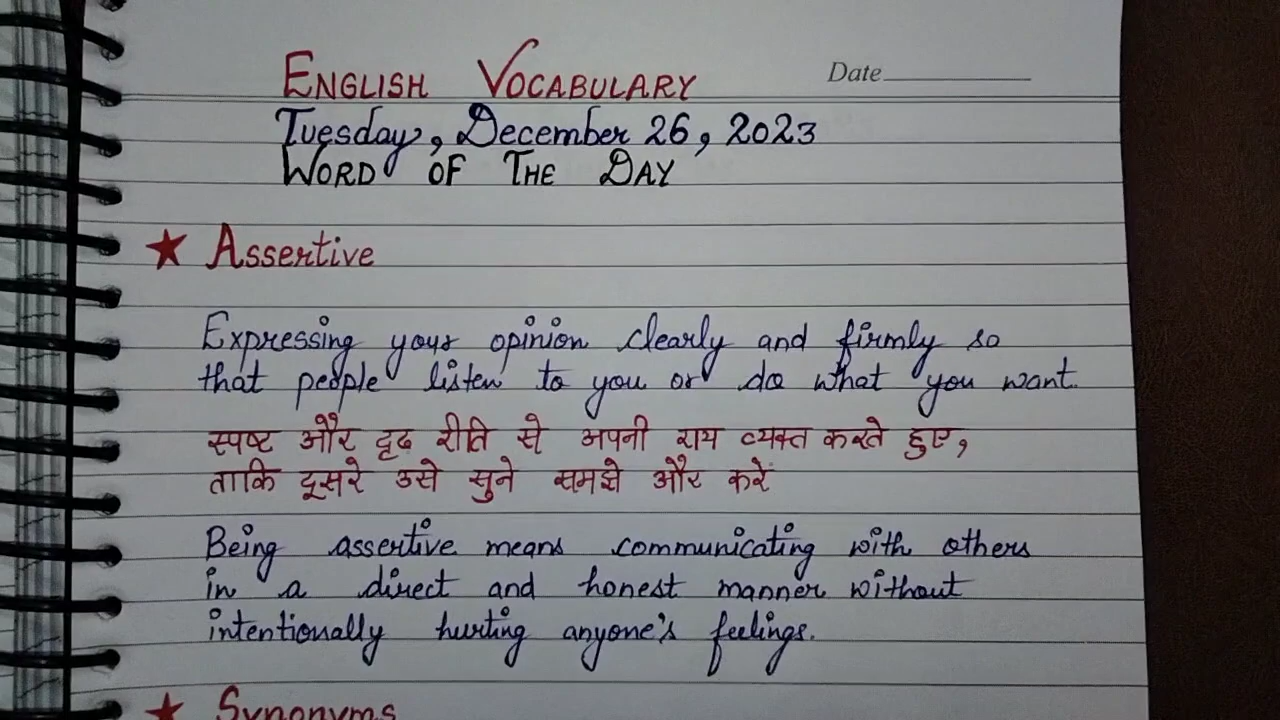 ENGLISH VOCABULARY
Date
Tuesday, December 26, 2023
WORD OF THE DAY
★ Assertive
Expressing your opinion clearly and firmly so
that people listen to you or do what you want.
स्पष्ट और दृढ रीति से अपनी राय व्यक्त करते हुए,
ताकि दूसरे उसे सुने समझे और करें
Being assertive means communicating with others
in a direct and honest manner without
intentionally hurting anyone's feelings.
★ Synonyms